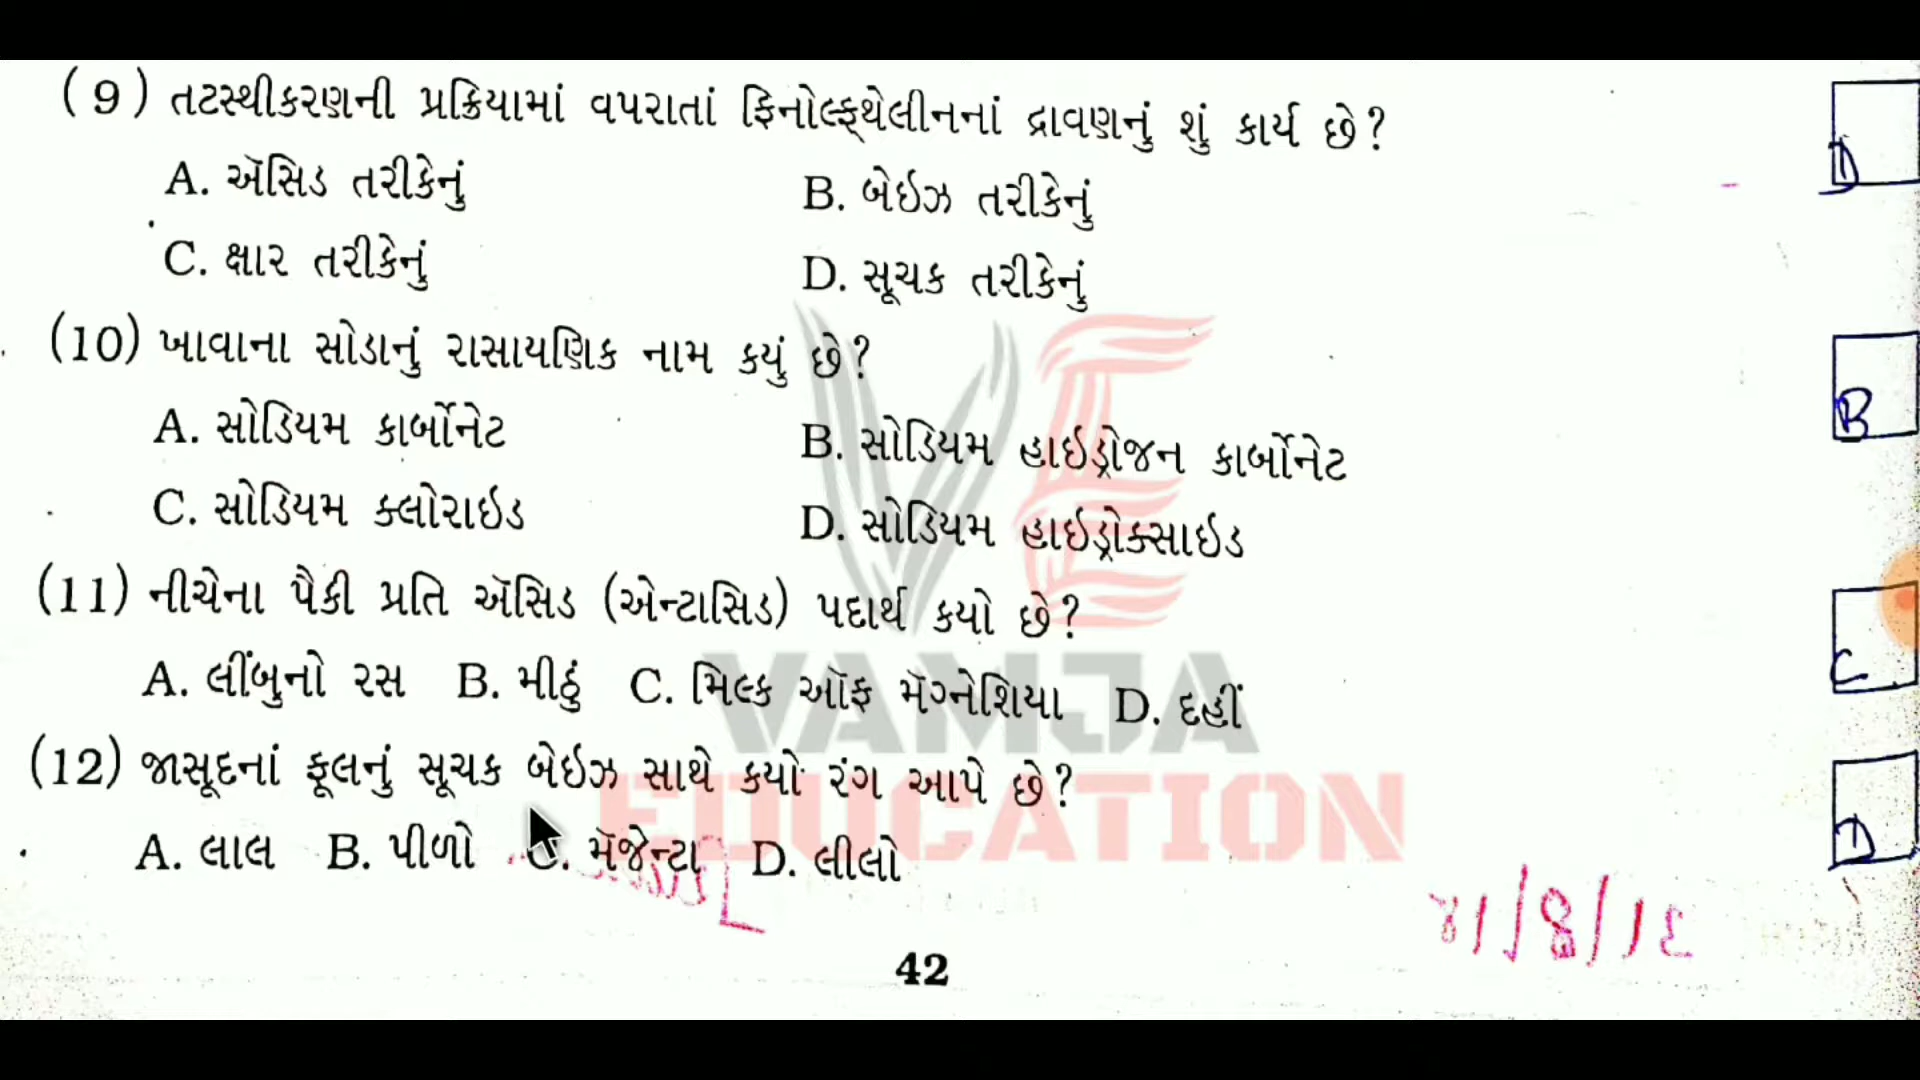 (9) તટસ્થીકરણની પ્રક્રિયામાં વપરાતાં ફિનોલ્ફ્થેલીનનાં દ્રાવણનું શું કાર્ય છે?
D
A. ઍસિડ તરીકેનું B. બેઇઝ તરીકેનું
C. ક્ષાર તરીકેનું D. સૂચક તરીકેનું
(10) ખાવાના સોડાનું રાસાયણિક નામ કયું છે?
B
A. સોડિયમ કાર્બોનેટ B. સોડિયમ હાઇડ્રોજન કાર્બોનેટ
C. સોડિયમ ક્લોરાઇડ D. સોડિયમ હાઇડ્રોક્સાઇડ
(11) નીચેના પૈકી પ્રતિ ઍસિડ (એન્ટાસિડ) પદાર્થ કયો છે?
C
A. લીંબુનો રસ B. મીઠું C. મિલ્ક ઑફ મૅગ્નેશિયા D. દહીં
VAMJA
(12) જાસૂદનાં ફૂલનું સૂચક બેઇઝ સાથે કયો રંગ આપે છે?
D
EDUCATION
A. લાલ B. પીળો C. મૅજેન્ટા D. લીલો
42